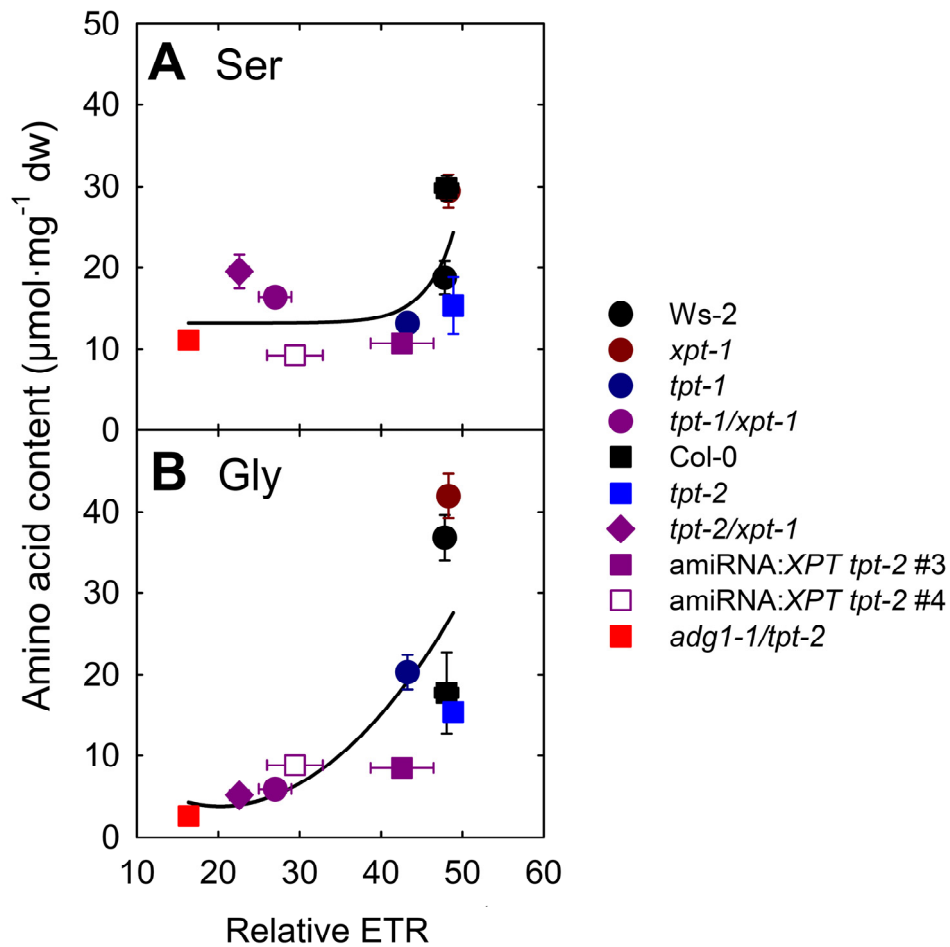 50
A Ser
40
30
20
10
0
B Gly
40
30
20
10
0
10 20 30 40 50 60
Relative ETR
Amino acid content (µmol·mg⁻¹ dw)
Ws-2
xpt-1
tpt-1
tpt-1/xpt-1
Col-0
tpt-2
tpt-2/xpt-1
amiRNA:XPT tpt-2 #3
amiRNA:XPT tpt-2 #4
adg1-1/tpt-2